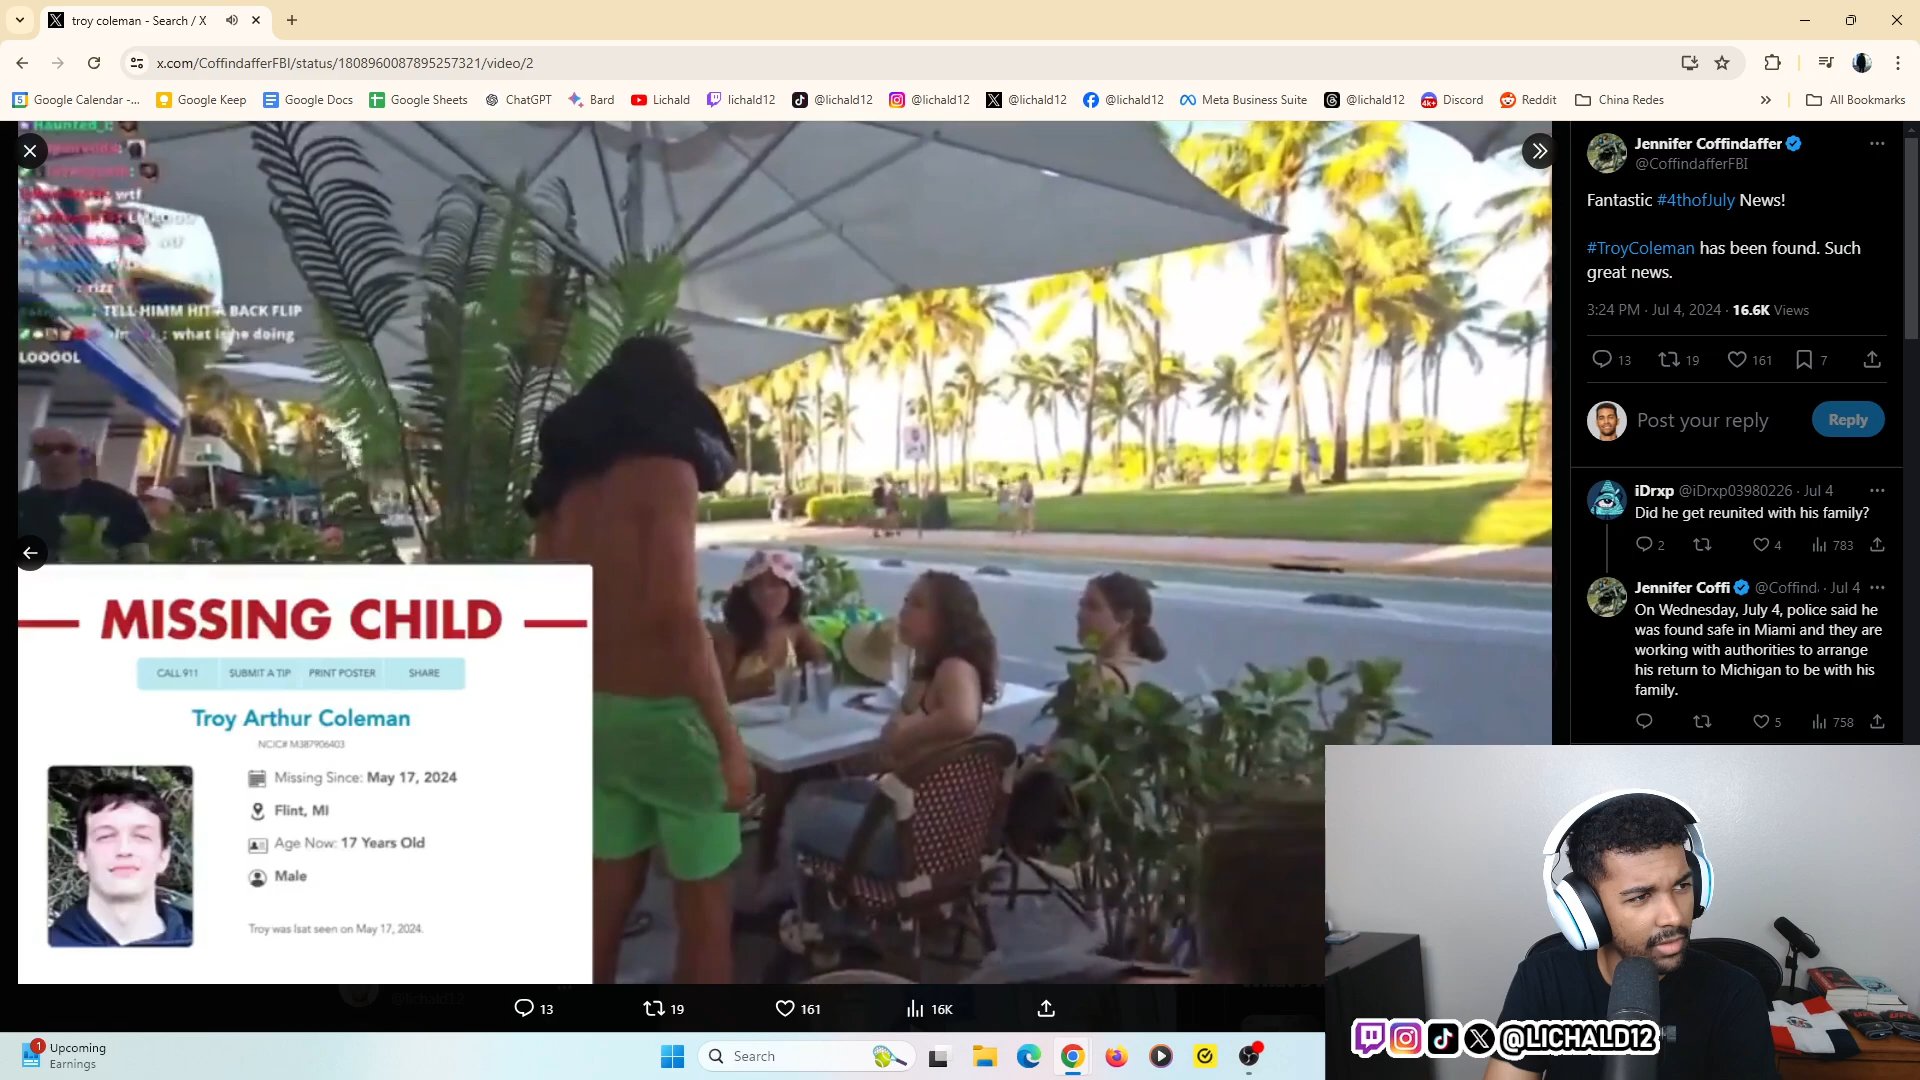 troy coleman - Search / X
x.com/CoffindafferFBI/status/1808960087895257321/video/2
Google Calendar -...
Google Keep
Google Docs
Google Sheets
ChatGPT
Bard
Lichald
lichald12
@lichald12
@lichald12
@lichald12
@lichald12
Meta Business Suite
@lichald12
Discord
Reddit
China Redes
All Bookmarks
wtf
rizz
TELL HIMM HIT A BACK FLIP
: what is he doing
LOOOOL
MISSING CHILD
CALL 911
SUBMIT A TIP
PRINT POSTER
SHARE
Troy Arthur Coleman
NCIC# M387906403
Missing Since: May 17, 2024
Flint, MI
Age Now: 17 Years Old
Male
Troy was lsat seen on May 17, 2024.
13
19
161
16K
Jennifer Coffindaffer
@CoffindafferFBI
Fantastic #4thofJuly News!
#TroyColeman has been found. Such
great news.
3:24 PM · Jul 4, 2024 · 16.6K Views
13
19
161
7
Post your reply
Reply
iDrxp @iDrxp03980226 · Jul 4
Did he get reunited with his family?
2
4
783
Jennifer Coffi @Coffind. · Jul 4
On Wednesday, July 4, police said he
was found safe in Miami and they are
working with authorities to arrange
his return to Michigan to be with his
family.
5
758
@LICHALD12
1
Upcoming
Earnings
Search